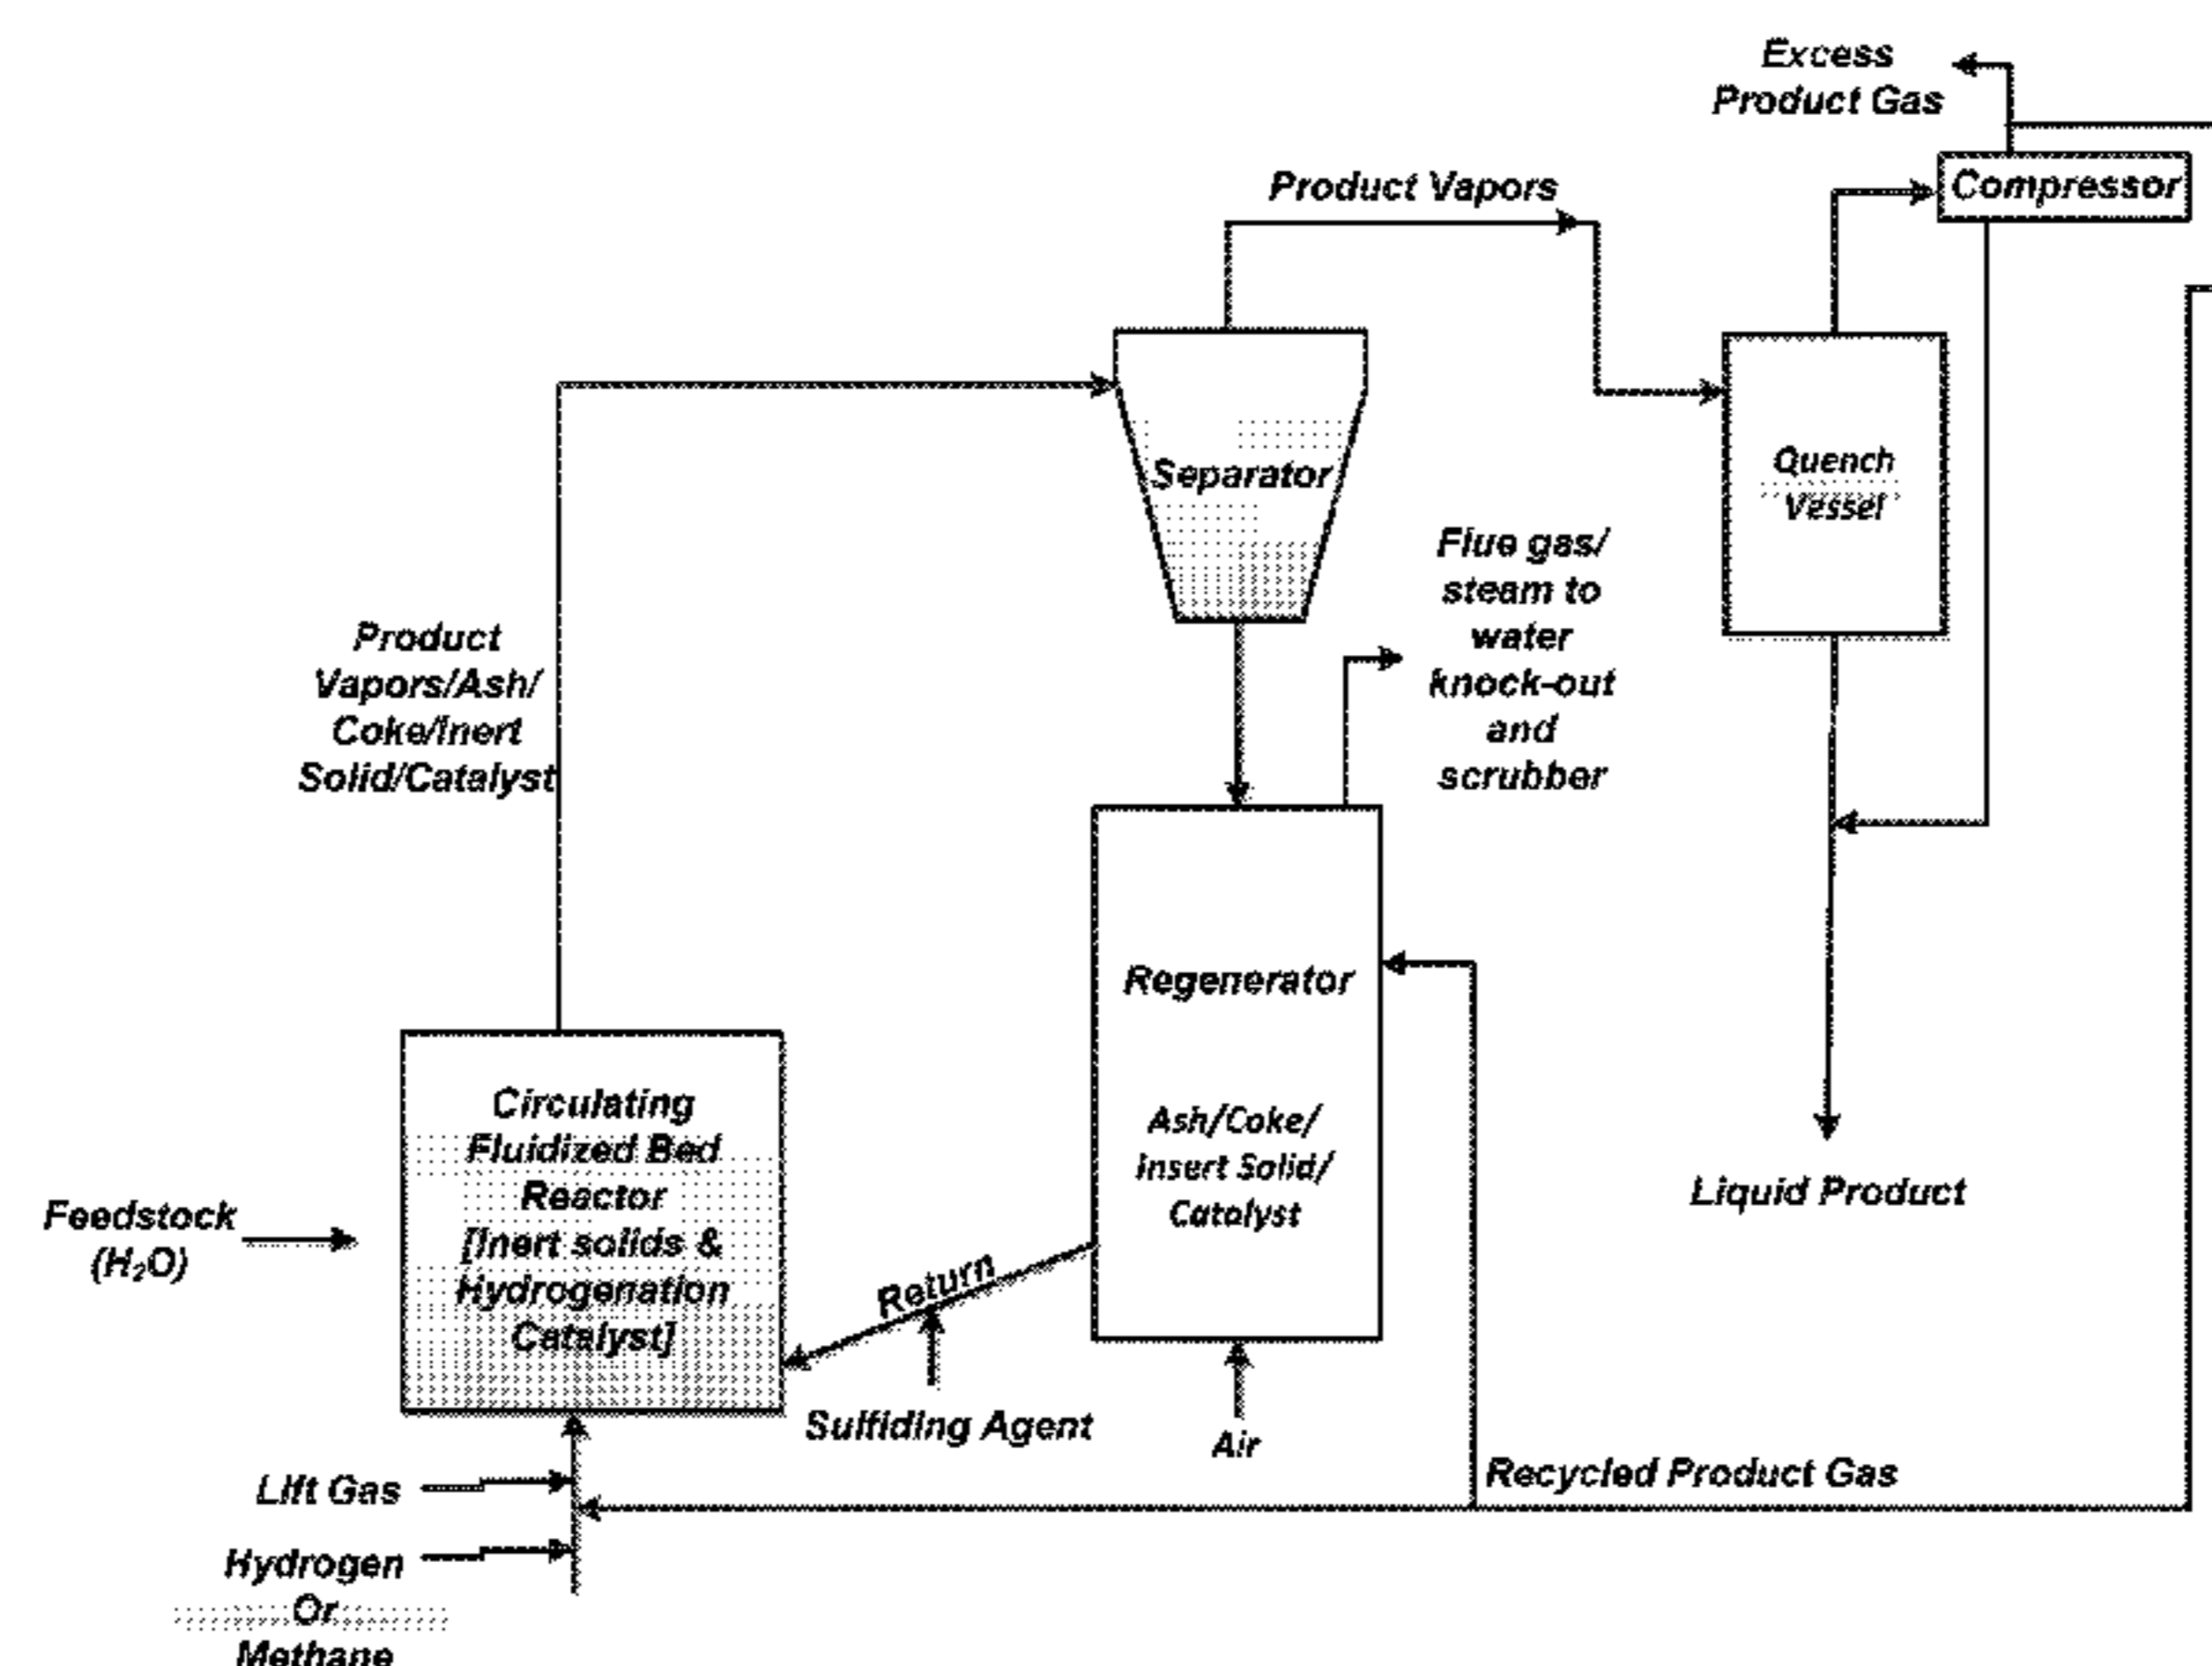 Excess
Product Gas
Compressor
Product Vapors
Separator
Quench
Vessel
Flue gas/
steam to
water
knock-out
and
scrubber
Product
Vapors/Ash/
Coke/Inert
Solid/Catalyst
Regenerator
Ash/Coke/
Insert Solid/
Catalyst
Circulating
Fluidized Bed
Reactor
[Inert solids &
Hydrogenation
Catalyst]
Feedstock
(H₂O)
Return
Liquid Product
Sulfiding Agent
Air
Recycled Product Gas
Lift Gas
Hydrogen
Or
Methane